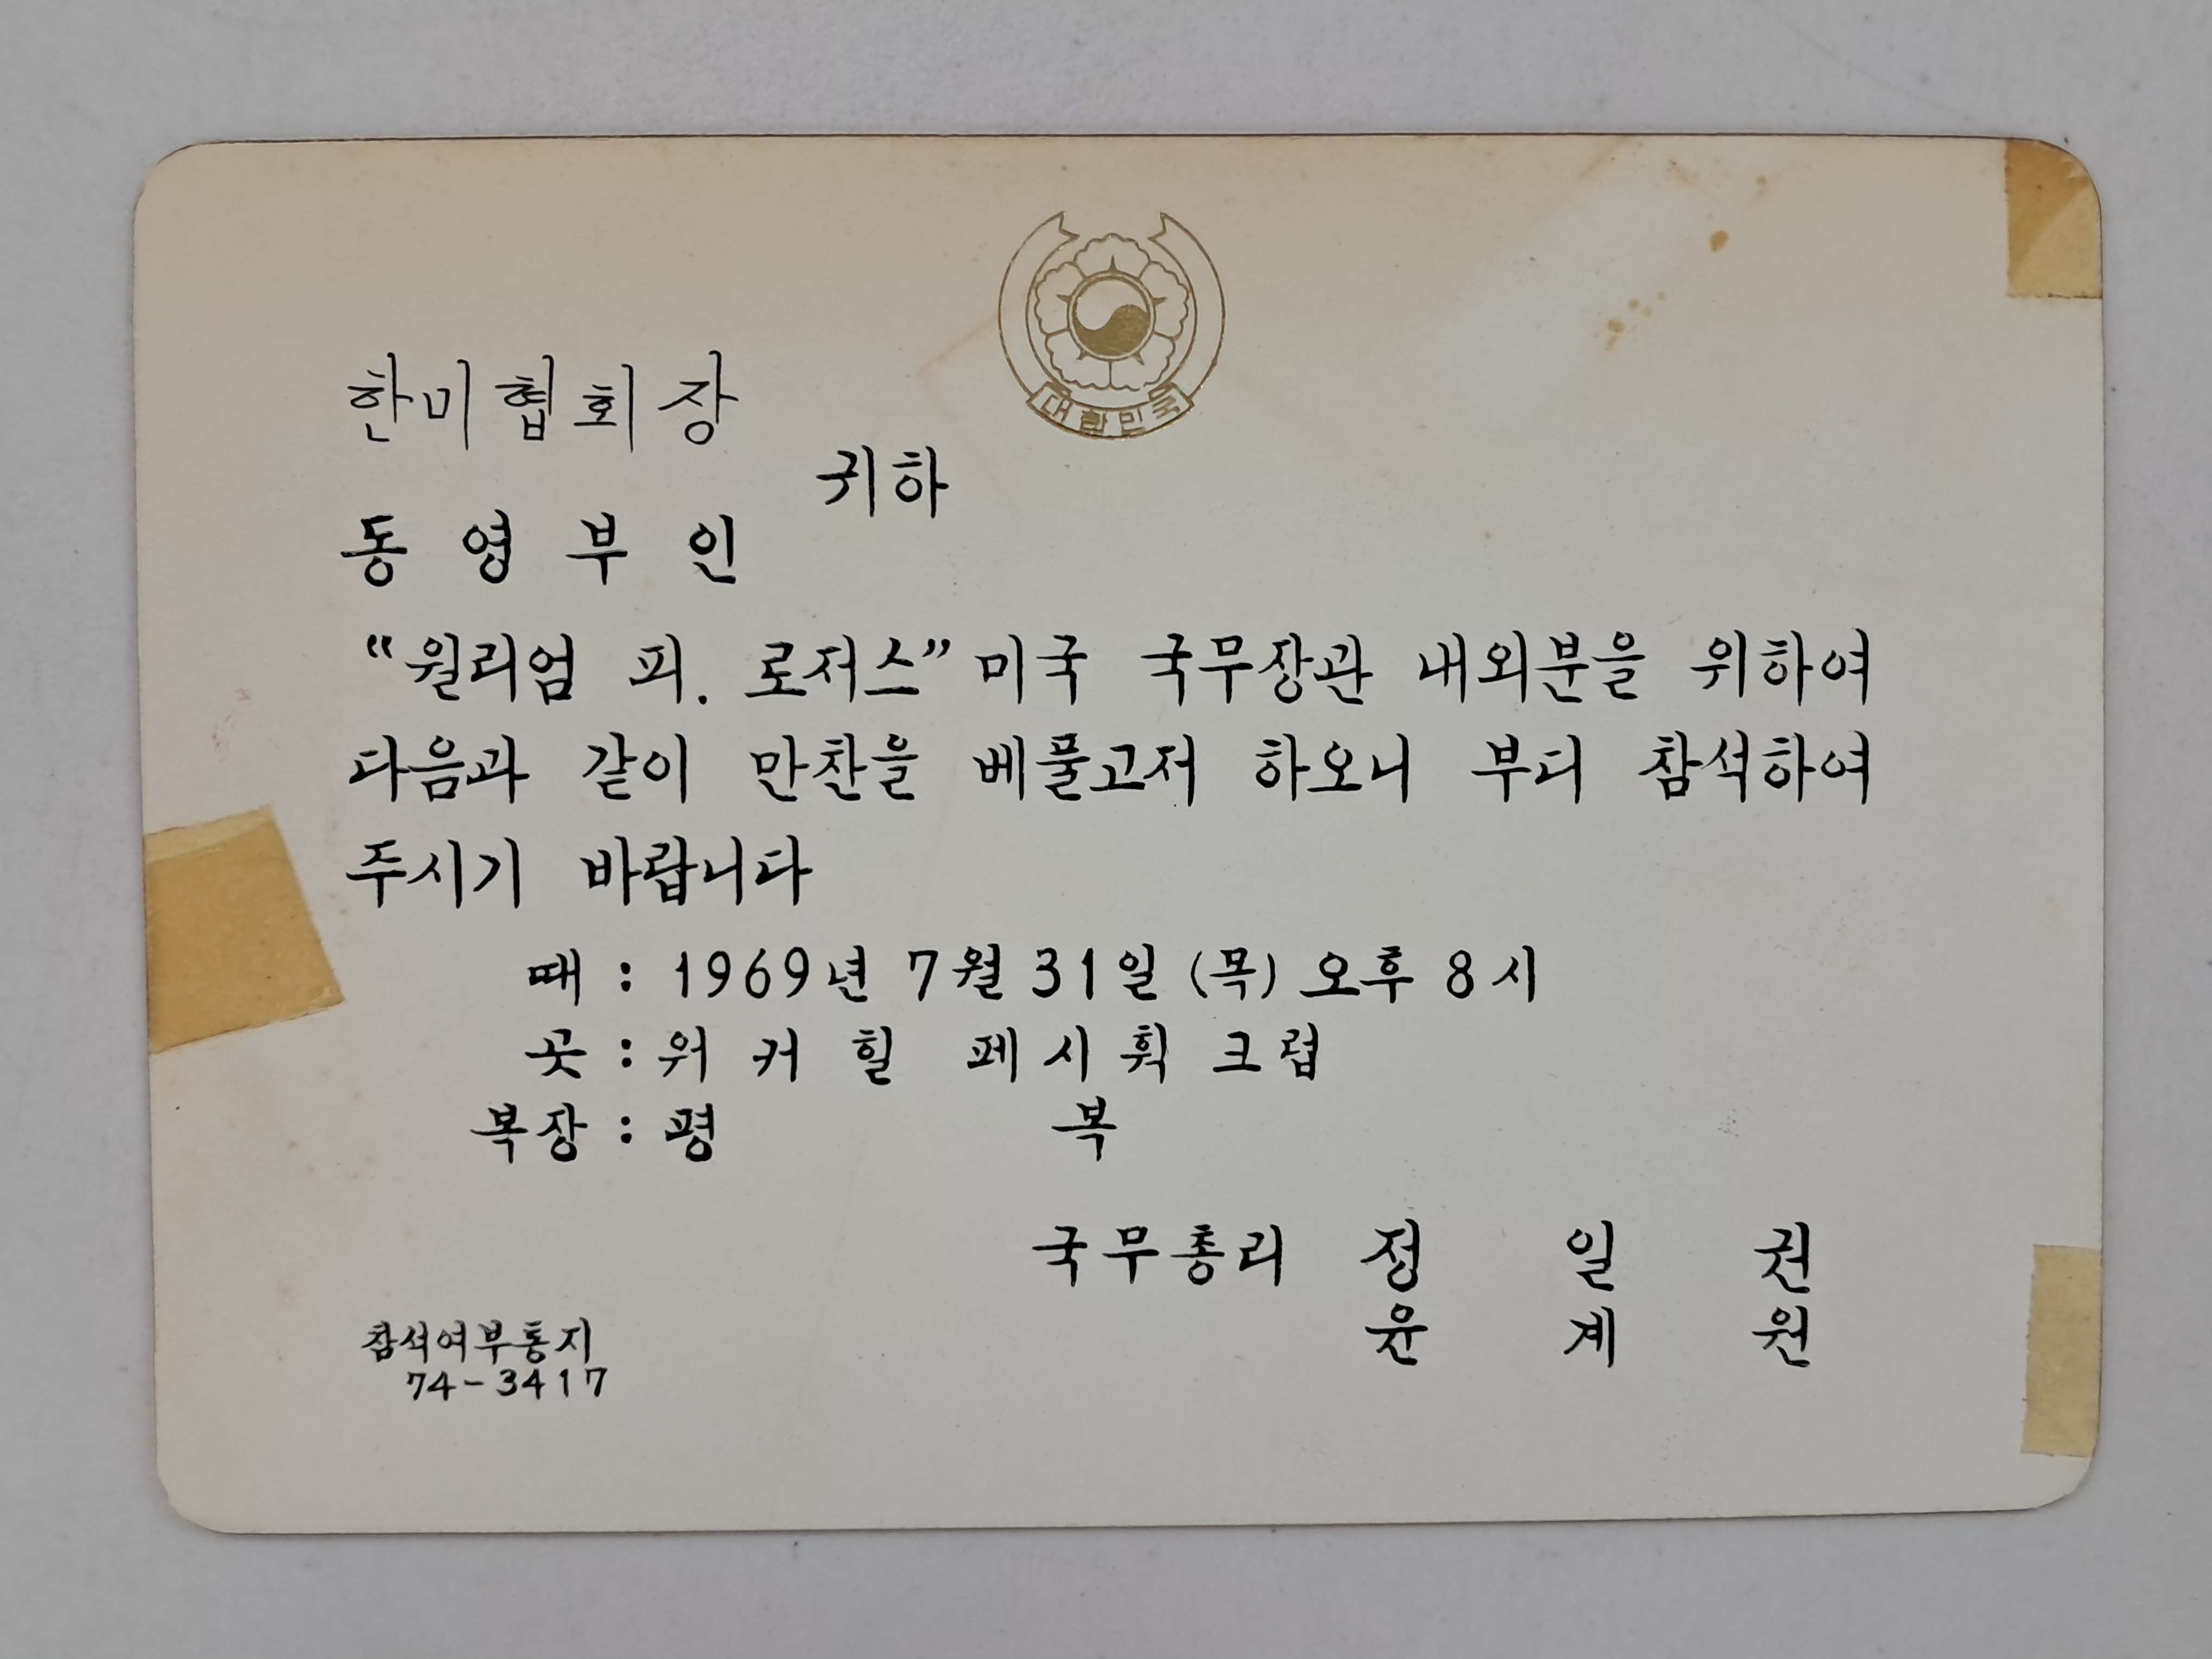 대한민국
한미협회장
귀하
동영부인
“윌리엄 피. 로저스” 미국 국무장관 내외분을 위하여
다음과 같이 만찬을 베풀고저 하오니 부디 참석하여
주시기 바랍니다
때 : 1969년 7월 31일 (목) 오후 8시
곳 : 워커힐 페시휙크럽
복장 : 평 복
국무총리 정 일 권
윤 계 원
참석여부통지
74-3417